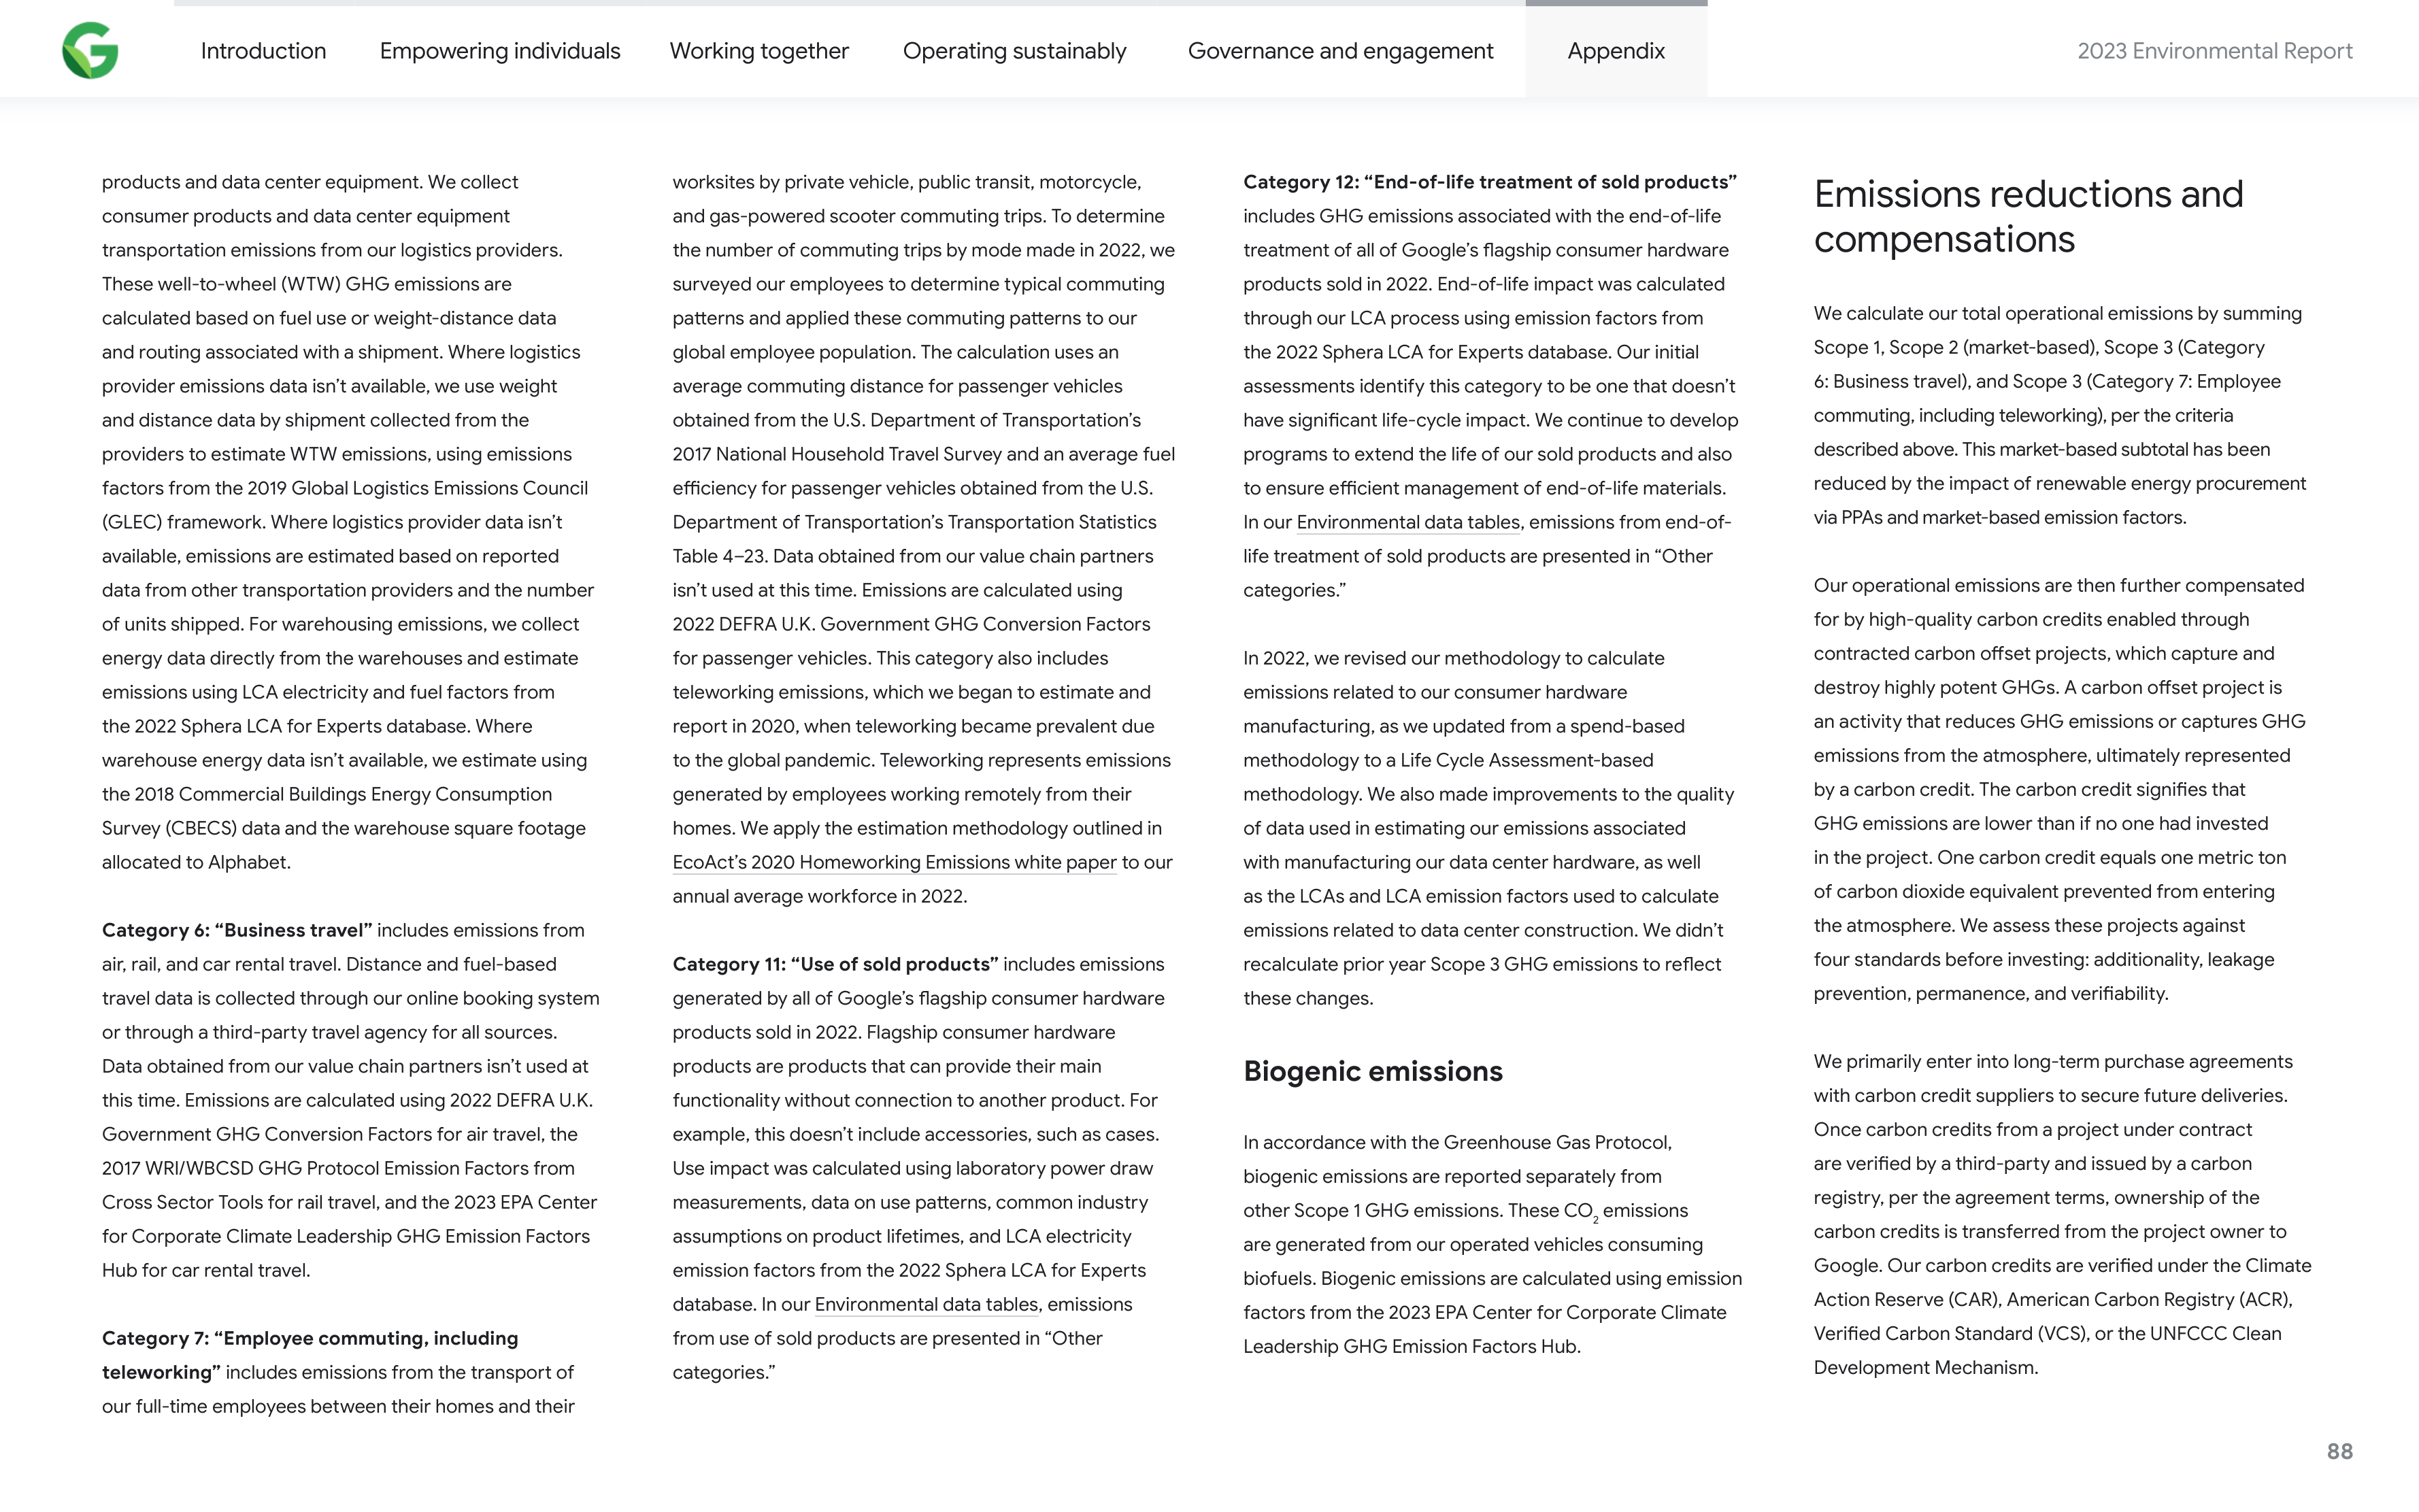 Introduction
Empowering individuals
Working together
Operating sustainably
Governance and engagement
Appendix
2023 Environmental Report
products and data center equipment. We collect
consumer products and data center equipment
transportation emissions from our logistics providers.
These well-to-wheel (WTW) GHG emissions are
calculated based on fuel use or weight-distance data
and routing associated with a shipment. Where logistics
provider emissions data isn’t available, we use weight
and distance data by shipment collected from the
providers to estimate WTW emissions, using emissions
factors from the 2019 Global Logistics Emissions Council
(GLEC) framework. Where logistics provider data isn’t
available, emissions are estimated based on reported
data from other transportation providers and the number
of units shipped. For warehousing emissions, we collect
energy data directly from the warehouses and estimate
emissions using LCA electricity and fuel factors from
the 2022 Sphera LCA for Experts database. Where
warehouse energy data isn’t available, we estimate using
the 2018 Commercial Buildings Energy Consumption
Survey (CBECS) data and the warehouse square footage
allocated to Alphabet.
Category 6: “Business travel” includes emissions from
air, rail, and car rental travel. Distance and fuel-based
travel data is collected through our online booking system
or through a third-party travel agency for all sources.
Data obtained from our value chain partners isn’t used at
this time. Emissions are calculated using 2022 DEFRA U.K.
Government GHG Conversion Factors for air travel, the
2017 WRI/WBCSD GHG Protocol Emission Factors from
Cross Sector Tools for rail travel, and the 2023 EPA Center
for Corporate Climate Leadership GHG Emission Factors
Hub for car rental travel.
Category 7: “Employee commuting, including
teleworking” includes emissions from the transport of
our full-time employees between their homes and their
worksites by private vehicle, public transit, motorcycle,
and gas-powered scooter commuting trips. To determine
the number of commuting trips by mode made in 2022, we
surveyed our employees to determine typical commuting
patterns and applied these commuting patterns to our
global employee population. The calculation uses an
average commuting distance for passenger vehicles
obtained from the U.S. Department of Transportation’s
2017 National Household Travel Survey and an average fuel
efficiency for passenger vehicles obtained from the U.S.
Department of Transportation’s Transportation Statistics
Table 4–23. Data obtained from our value chain partners
isn’t used at this time. Emissions are calculated using
2022 DEFRA U.K. Government GHG Conversion Factors
for passenger vehicles. This category also includes
teleworking emissions, which we began to estimate and
report in 2020, when teleworking became prevalent due
to the global pandemic. Teleworking represents emissions
generated by employees working remotely from their
homes. We apply the estimation methodology outlined in
EcoAct’s 2020 Homeworking Emissions white paper to our
annual average workforce in 2022.
Category 11: “Use of sold products” includes emissions
generated by all of Google’s flagship consumer hardware
products sold in 2022. Flagship consumer hardware
products are products that can provide their main
functionality without connection to another product. For
example, this doesn’t include accessories, such as cases.
Use impact was calculated using laboratory power draw
measurements, data on use patterns, common industry
assumptions on product lifetimes, and LCA electricity
emission factors from the 2022 Sphera LCA for Experts
database. In our Environmental data tables, emissions
from use of sold products are presented in “Other
categories.”
Category 12: “End-of-life treatment of sold products”
includes GHG emissions associated with the end-of-life
treatment of all of Google’s flagship consumer hardware
products sold in 2022. End-of-life impact was calculated
through our LCA process using emission factors from
the 2022 Sphera LCA for Experts database. Our initial
assessments identify this category to be one that doesn’t
have significant life-cycle impact. We continue to develop
programs to extend the life of our sold products and also
to ensure efficient management of end-of-life materials.
In our Environmental data tables, emissions from end-of-
life treatment of sold products are presented in “Other
categories.”
In 2022, we revised our methodology to calculate
emissions related to our consumer hardware
manufacturing, as we updated from a spend-based
methodology to a Life Cycle Assessment-based
methodology. We also made improvements to the quality
of data used in estimating our emissions associated
with manufacturing our data center hardware, as well
as the LCAs and LCA emission factors used to calculate
emissions related to data center construction. We didn’t
recalculate prior year Scope 3 GHG emissions to reflect
these changes.
Biogenic emissions
In accordance with the Greenhouse Gas Protocol,
biogenic emissions are reported separately from
other Scope 1 GHG emissions. These CO₂ emissions
are generated from our operated vehicles consuming
biofuels. Biogenic emissions are calculated using emission
factors from the 2023 EPA Center for Corporate Climate
Leadership GHG Emission Factors Hub.
Emissions reductions and
compensations
We calculate our total operational emissions by summing
Scope 1, Scope 2 (market-based), Scope 3 (Category
6: Business travel), and Scope 3 (Category 7: Employee
commuting, including teleworking), per the criteria
described above. This market-based subtotal has been
reduced by the impact of renewable energy procurement
via PPAs and market-based emission factors.
Our operational emissions are then further compensated
for by high-quality carbon credits enabled through
contracted carbon offset projects, which capture and
destroy highly potent GHGs. A carbon offset project is
an activity that reduces GHG emissions or captures GHG
emissions from the atmosphere, ultimately represented
by a carbon credit. The carbon credit signifies that
GHG emissions are lower than if no one had invested
in the project. One carbon credit equals one metric ton
of carbon dioxide equivalent prevented from entering
the atmosphere. We assess these projects against
four standards before investing: additionality, leakage
prevention, permanence, and verifiability.
We primarily enter into long-term purchase agreements
with carbon credit suppliers to secure future deliveries.
Once carbon credits from a project under contract
are verified by a third-party and issued by a carbon
registry, per the agreement terms, ownership of the
carbon credits is transferred from the project owner to
Google. Our carbon credits are verified under the Climate
Action Reserve (CAR), American Carbon Registry (ACR),
Verified Carbon Standard (VCS), or the UNFCCC Clean
Development Mechanism.
88